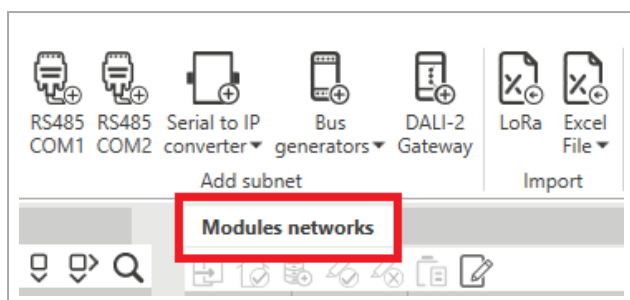 RS485 RS485 Serial to IP Bus DALI-2 LoRa Excel
COM1 COM2 converter generators Gateway File
Add subnet Import
Modules networks